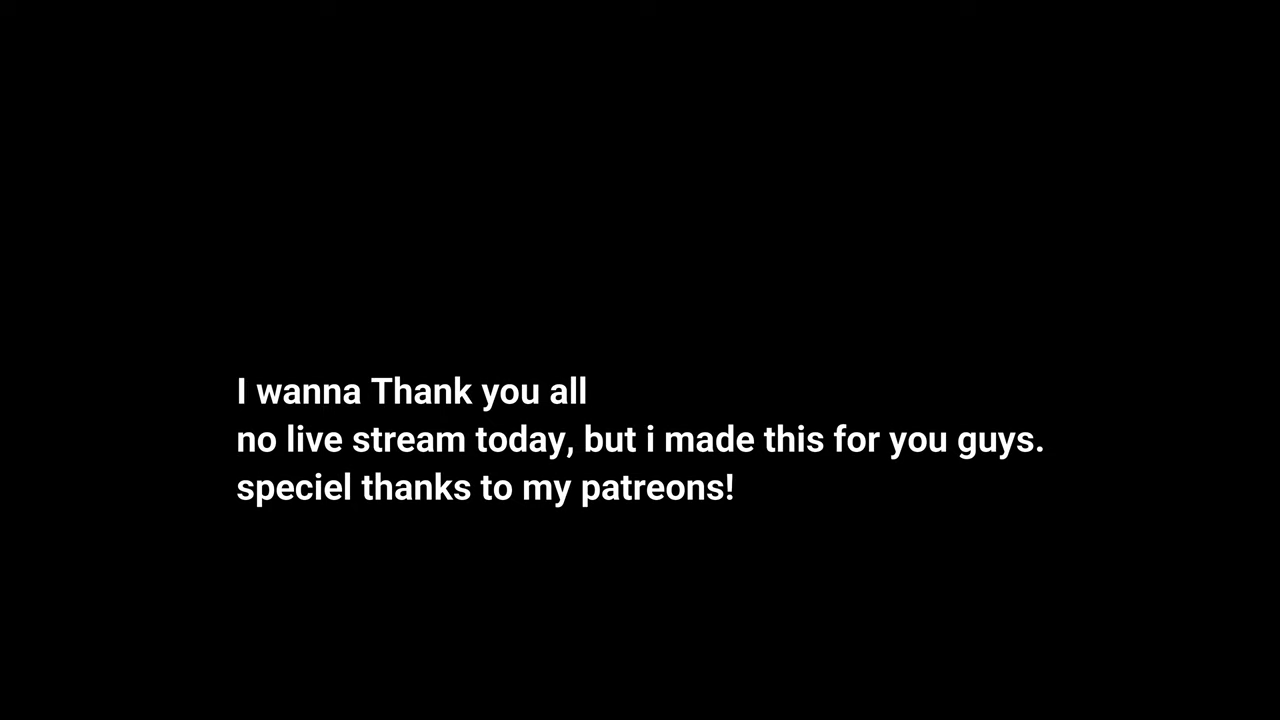 I wanna Thank you all
no live stream today, but i made this for you guys.
speciel thanks to my patreons!